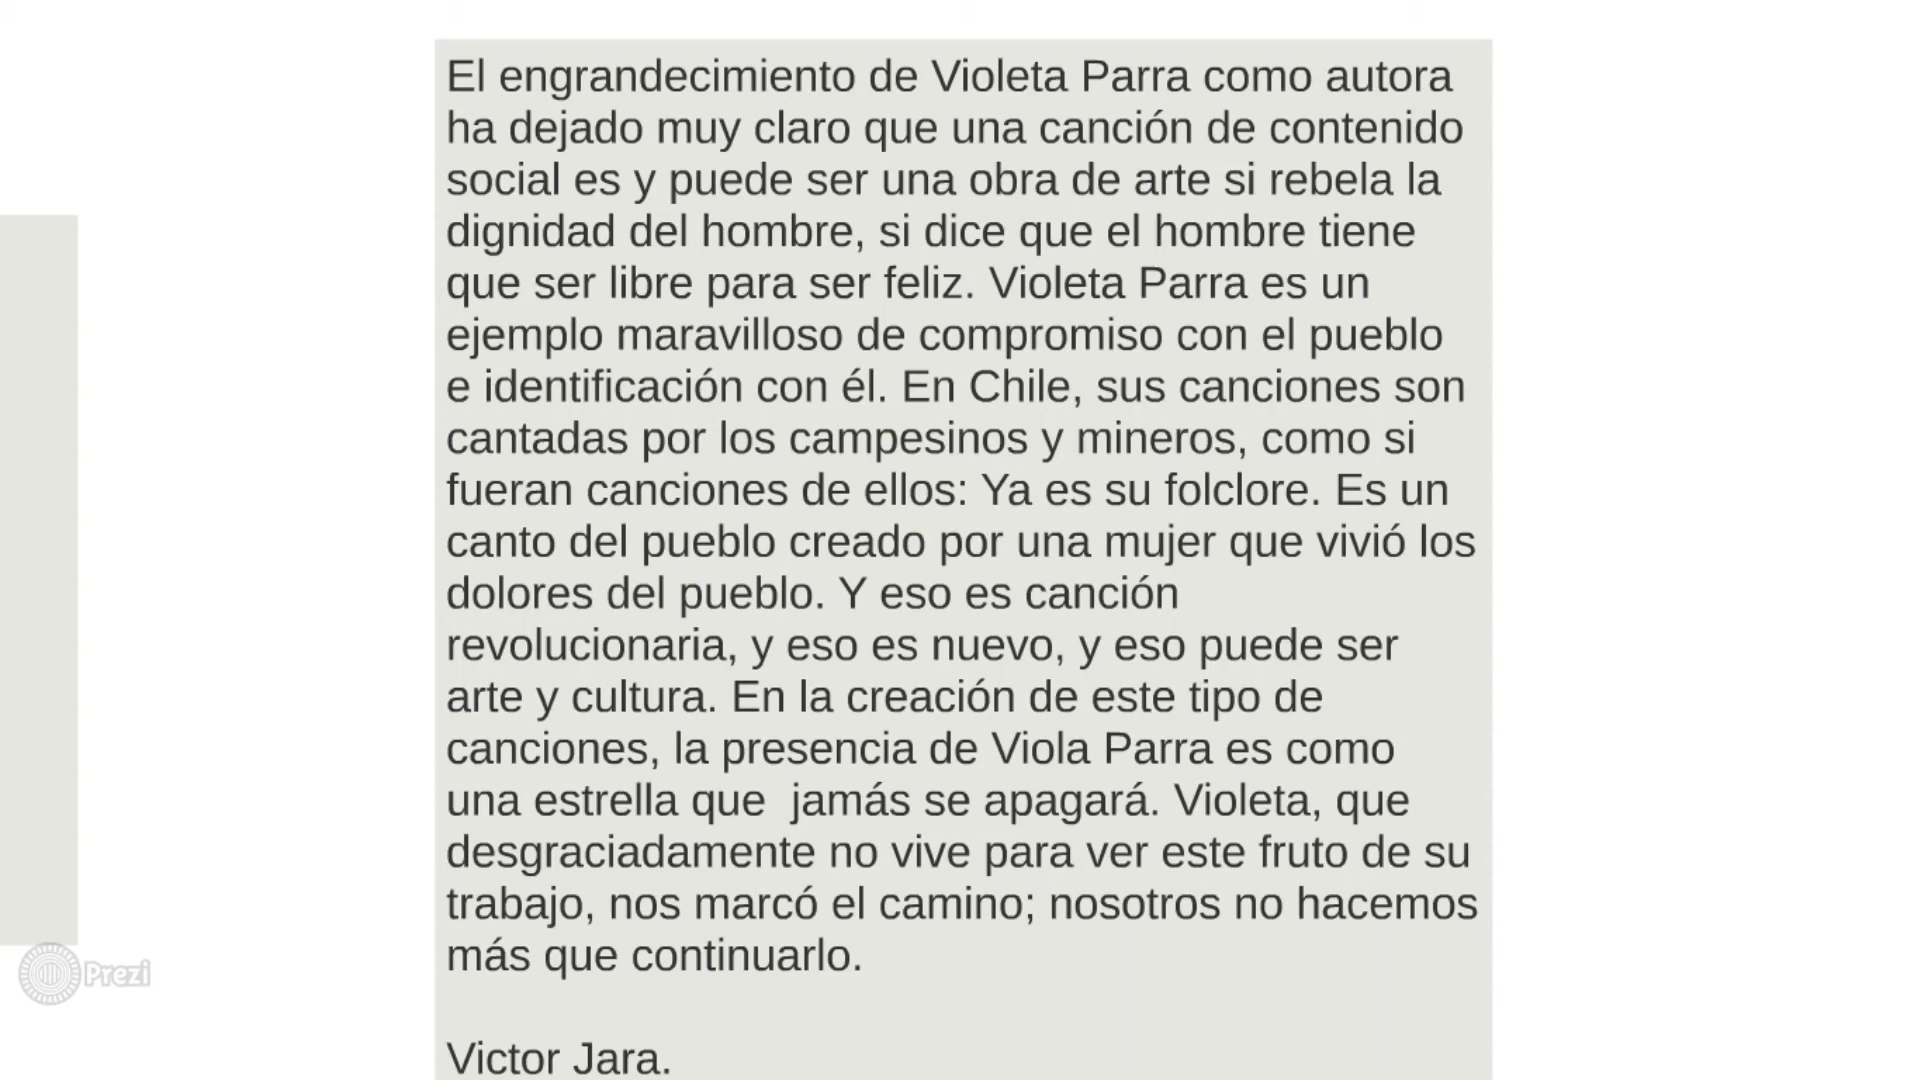 El engrandecimiento de Violeta Parra como autora
ha dejado muy claro que una canción de contenido
social es y puede ser una obra de arte si rebela la
dignidad del hombre, si dice que el hombre tiene
que ser libre para ser feliz. Violeta Parra es un
ejemplo maravilloso de compromiso con el pueblo
e identificación con él. En Chile, sus canciones son
cantadas por los campesinos y mineros, como si
fueran canciones de ellos: Ya es su folclore. Es un
canto del pueblo creado por una mujer que vivió los
dolores del pueblo. Y eso es canción
revolucionaria, y eso es nuevo, y eso puede ser
arte y cultura. En la creación de este tipo de
canciones, la presencia de Viola Parra es como
una estrella que  jamás se apagará. Violeta, que
desgraciadamente no vive para ver este fruto de su
trabajo, nos marcó el camino; nosotros no hacemos
más que continuarlo.
Victor Jara.
Prezi